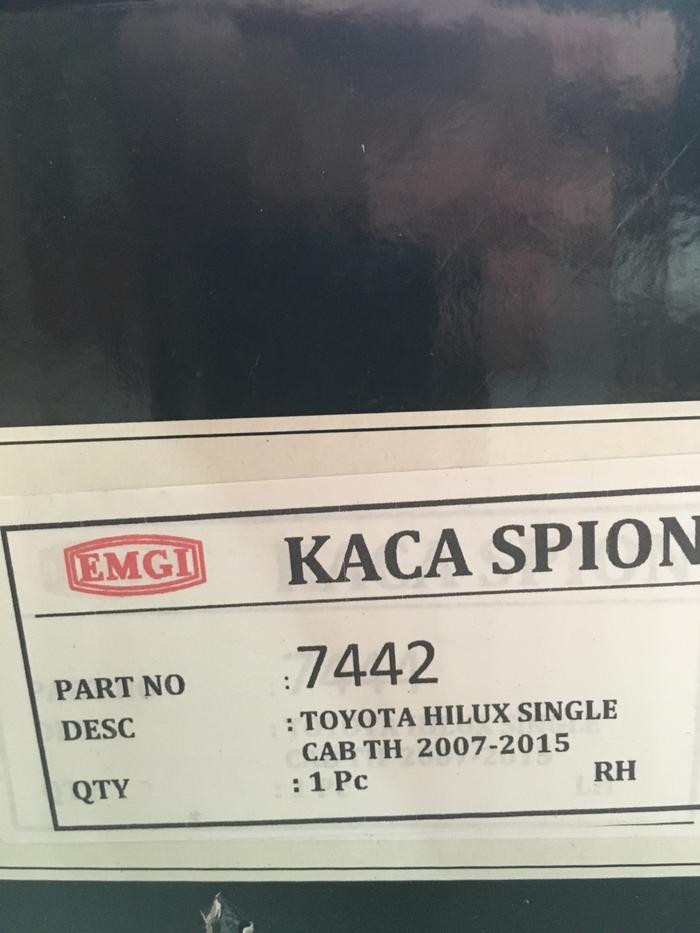 EMGI
KACA SPION
PART NO : 7442
DESC : TOYOTA HILUX SINGLE
CAB TH 2007-2015
QTY : 1 Pc RH